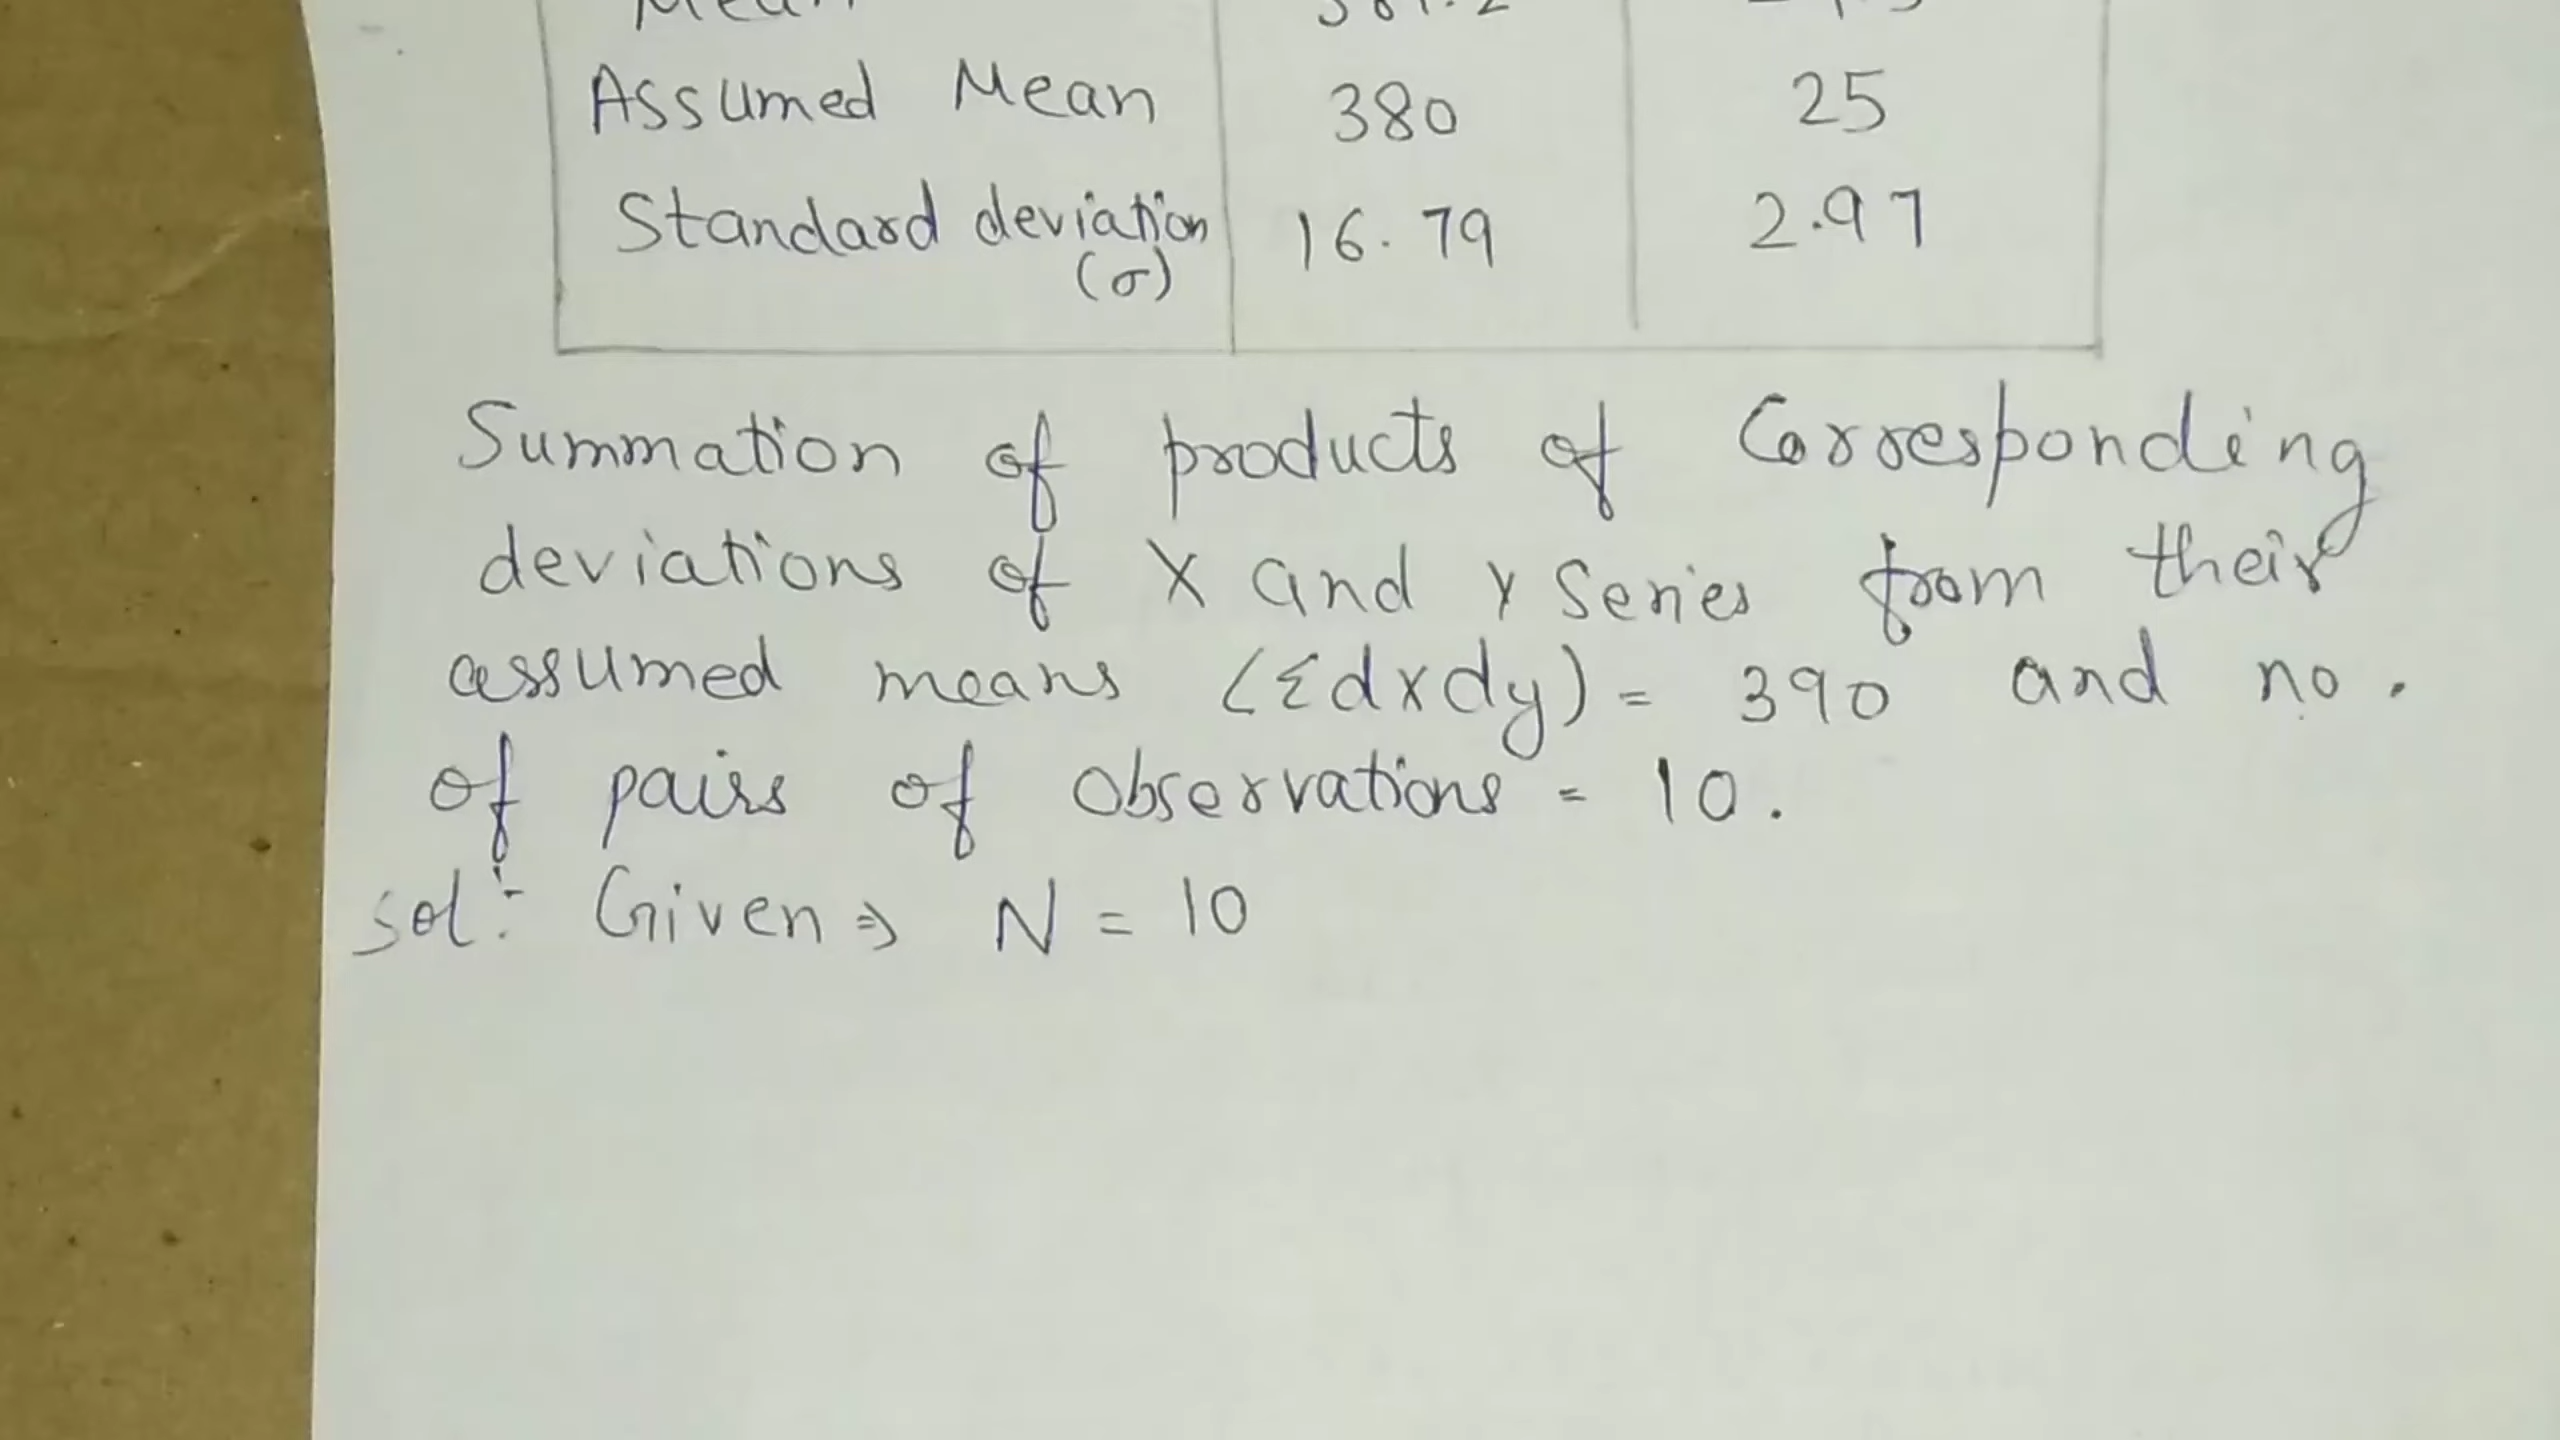 Mean
Assumed Mean 380 25
Standard deviation 16.79 2.97
(σ)
Summation of products of Corresponding
deviations of X and Y Series from their
assumed means (Σdxdy) = 390 and no.
of pairs of observations = 10.
Sol:- Given ⇒ N = 10